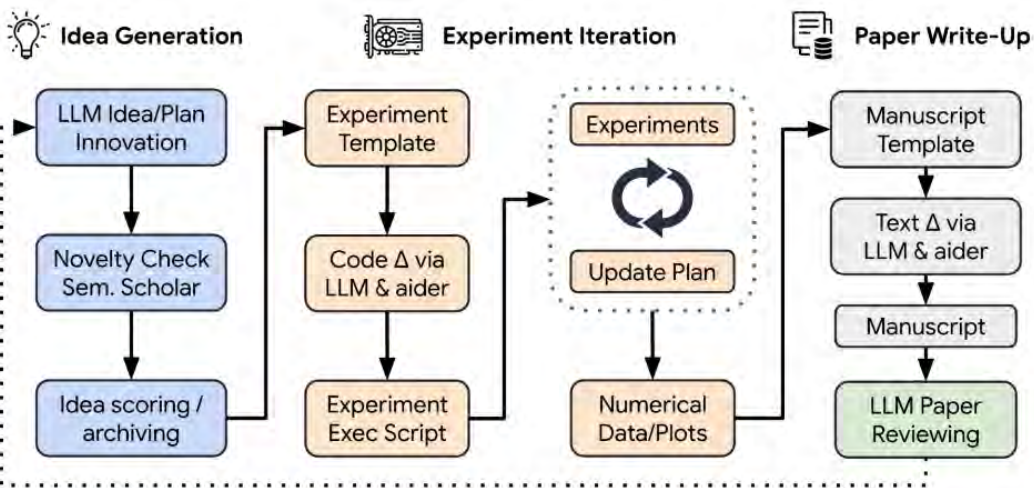 Idea Generation
Experiment Iteration
Paper Write-Up
LLM Idea/Plan
Innovation
Novelty Check
Sem. Scholar
Idea scoring /
archiving
Experiment
Template
Code Δ via
LLM & aider
Experiment
Exec Script
Experiments
Update Plan
Numerical
Data/Plots
Manuscript
Template
Text Δ via
LLM & aider
Manuscript
LLM Paper
Reviewing